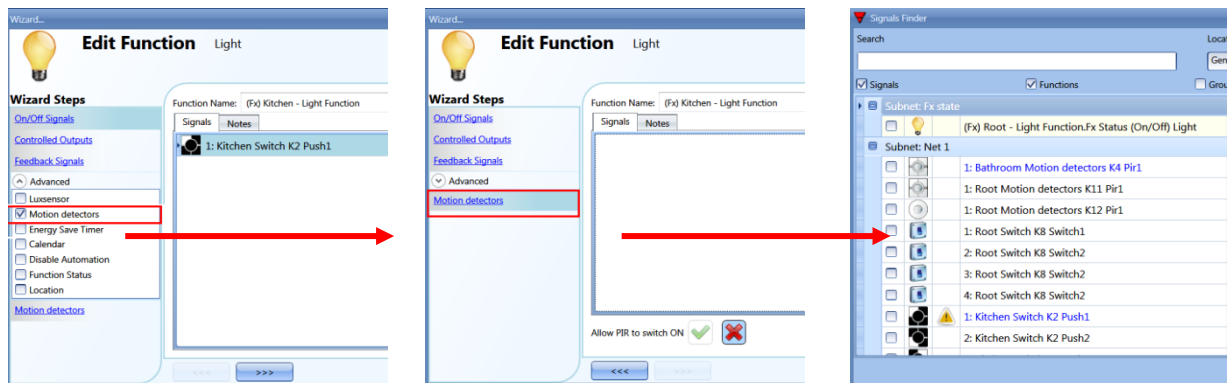 Wizard...
Edit Function Light
Wizard Steps
On/Off Signals
Controlled Outputs
Feedback Signals
Advanced
Luxsensor
Motion detectors
Energy Save Timer
Calendar
Disable Automation
Function Status
Location
Motion detectors
Function Name: (Fx) Kitchen - Light Function
Signals Notes
1: Kitchen Switch K2 Push1
<<< >>>
Wizard...
Edit Function Light
Wizard Steps
On/Off Signals
Controlled Outputs
Feedback Signals
Advanced
Motion detectors
Function Name: (Fx) Kitchen - Light Function
Signals Notes
Allow PIR to switch ON
<<< >>>
Signals Finder
Search
Locat
Gen
Signals Functions Grou
Subnet: Fx state
(Fx) Root - Light Function.Fx Status (On/Off) Light
Subnet: Net 1
1: Bathroom Motion detectors K4 Pir1
1: Root Motion detectors K11 Pir1
1: Root Motion detectors K12 Pir1
1: Root Switch K8 Switch1
2: Root Switch K8 Switch2
3: Root Switch K8 Switch2
4: Root Switch K8 Switch2
1: Kitchen Switch K2 Push1
2: Kitchen Switch K2 Push2